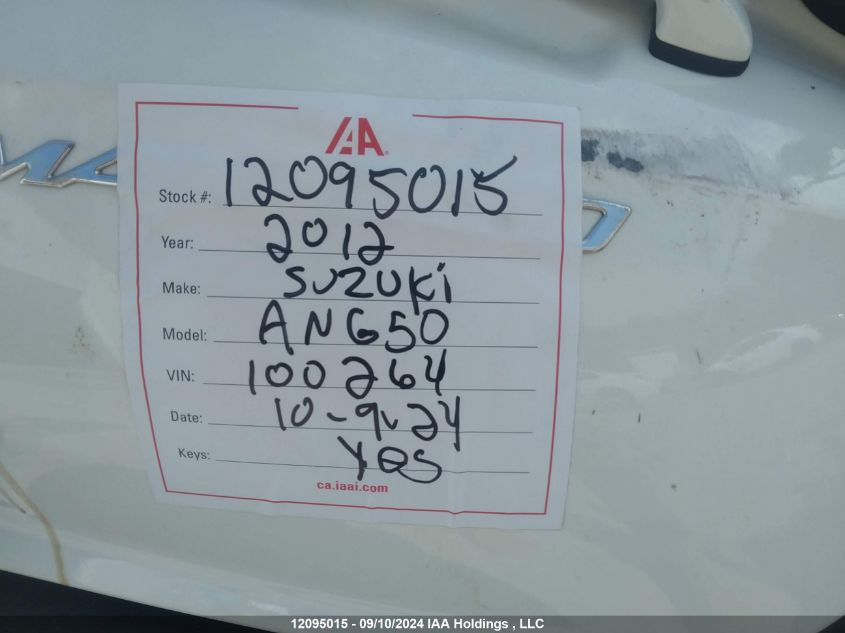 IAA
Stock #: 12095015
Year: 2012
Make: SUZUKi
Model: AN650
VIN: 100264
Date: 10-9-24
Keys: Yes
ca.iaai.com
12095015 - 09/10/2024 IAA Holdings , LLC